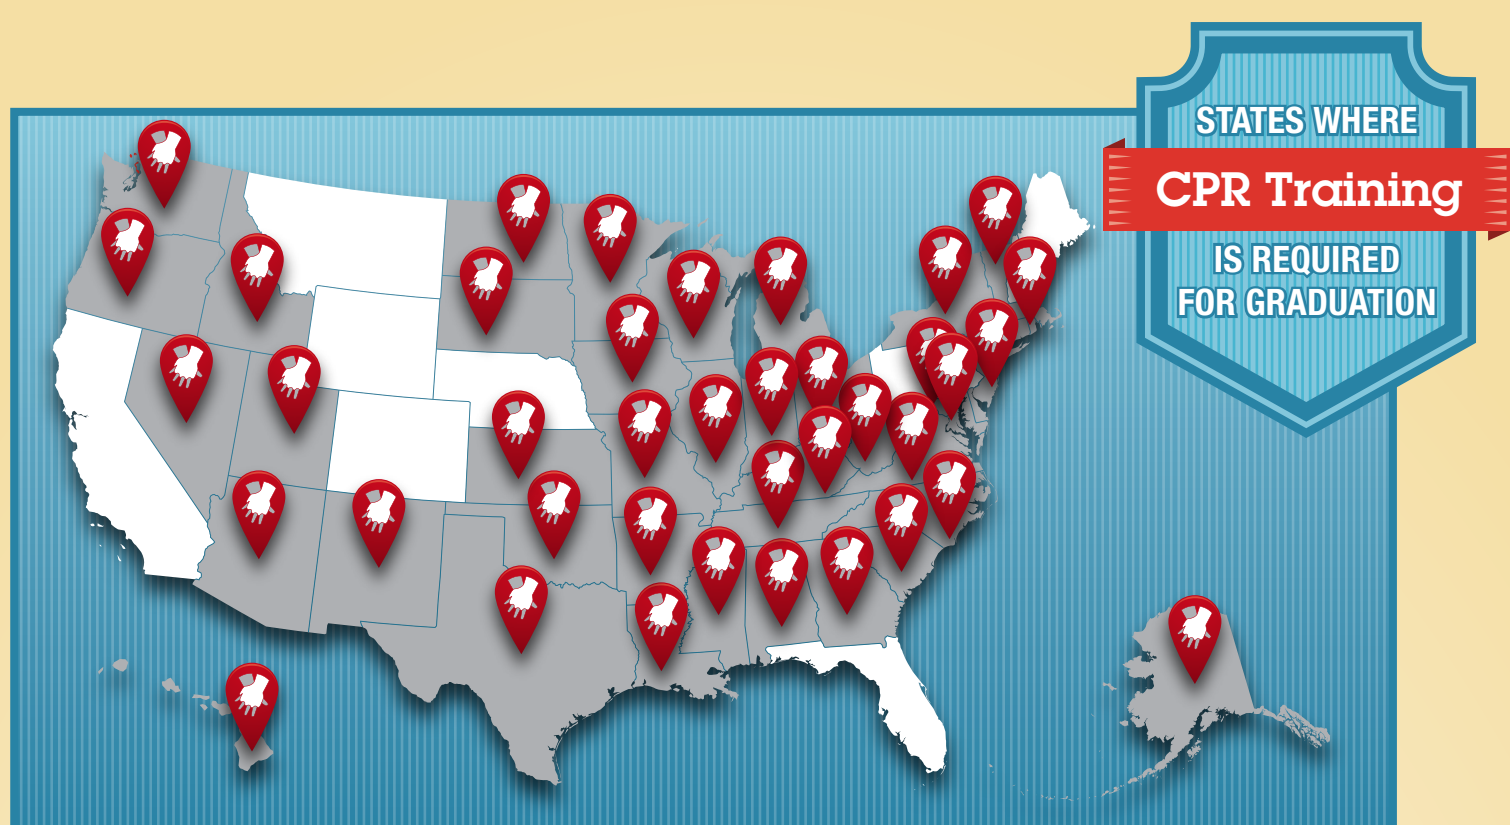 STATES WHERE
CPR Training
IS REQUIRED
FOR GRADUATION